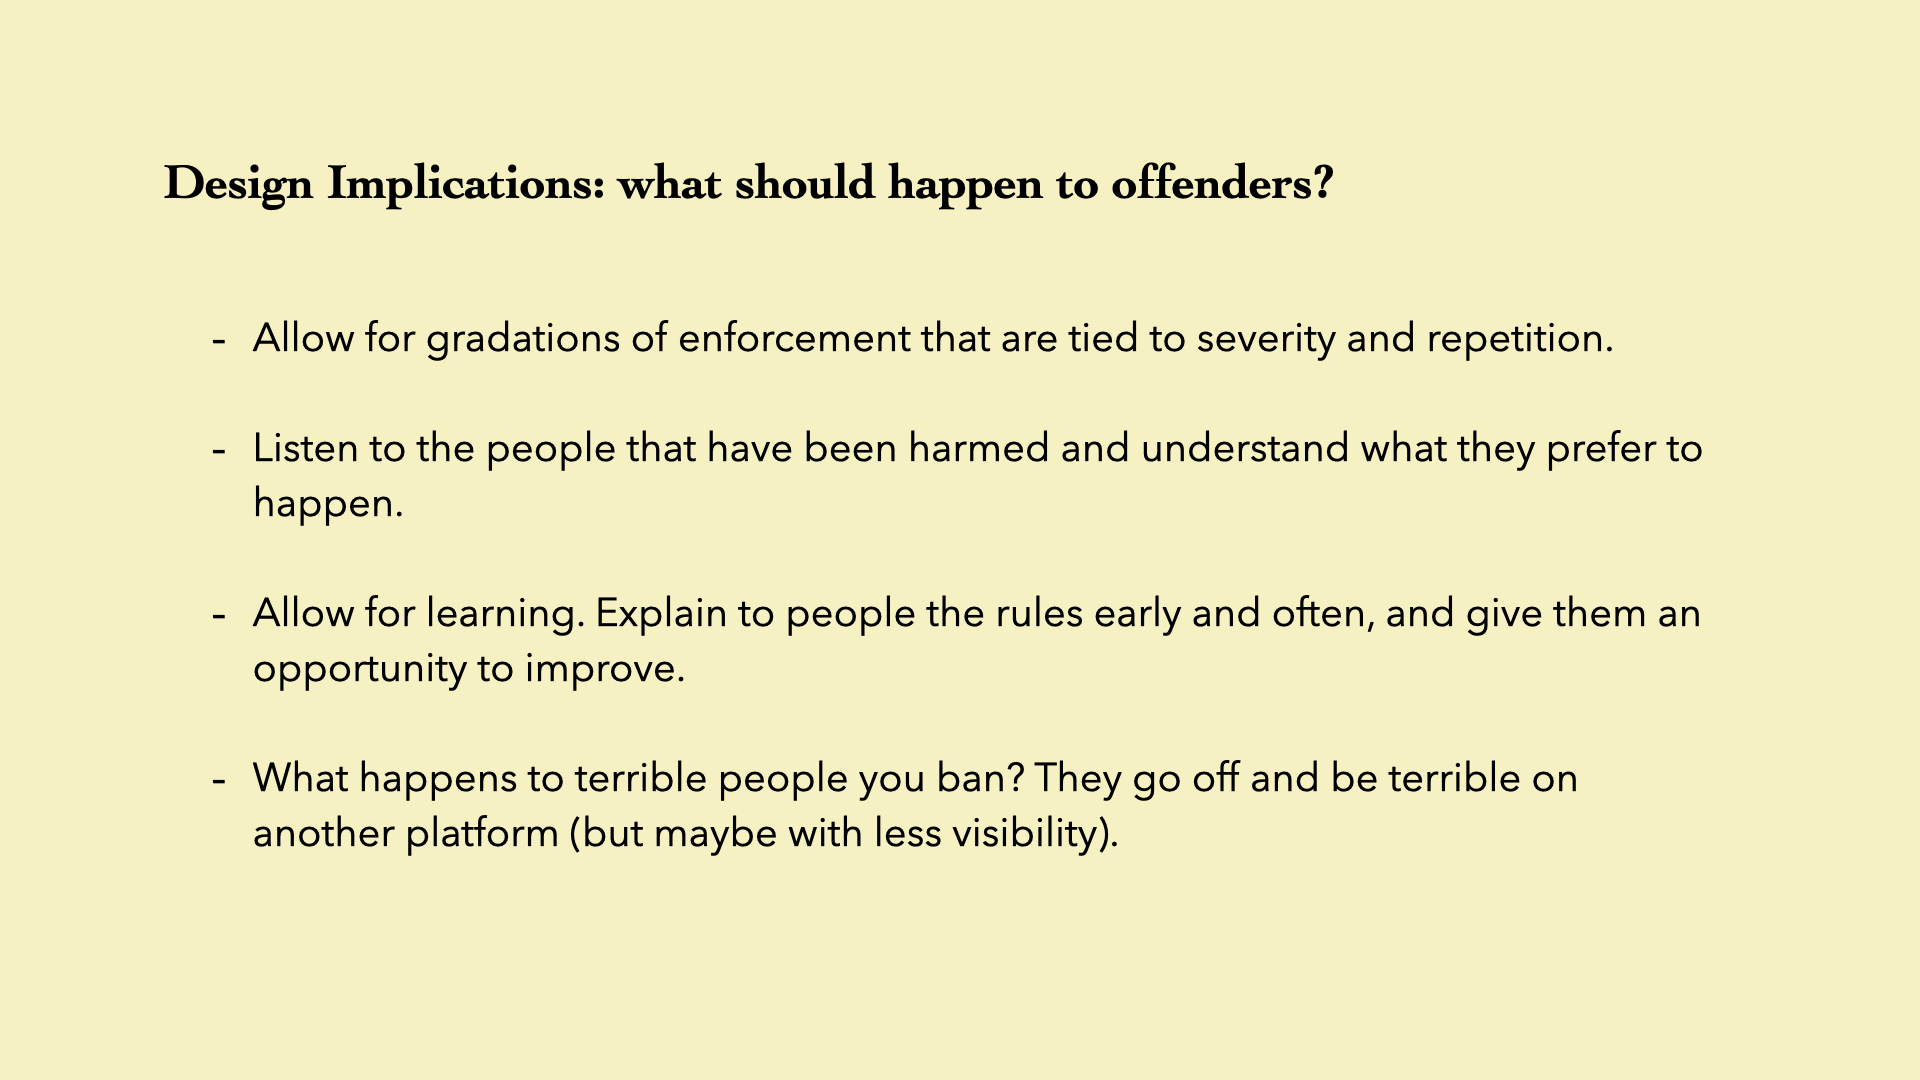 Design Implications: what should happen to offenders?
- Allow for gradations of enforcement that are tied to severity and repetition.
- Listen to the people that have been harmed and understand what they prefer to
happen.
- Allow for learning. Explain to people the rules early and often, and give them an
opportunity to improve.
- What happens to terrible people you ban? They go off and be terrible on
another platform (but maybe with less visibility).